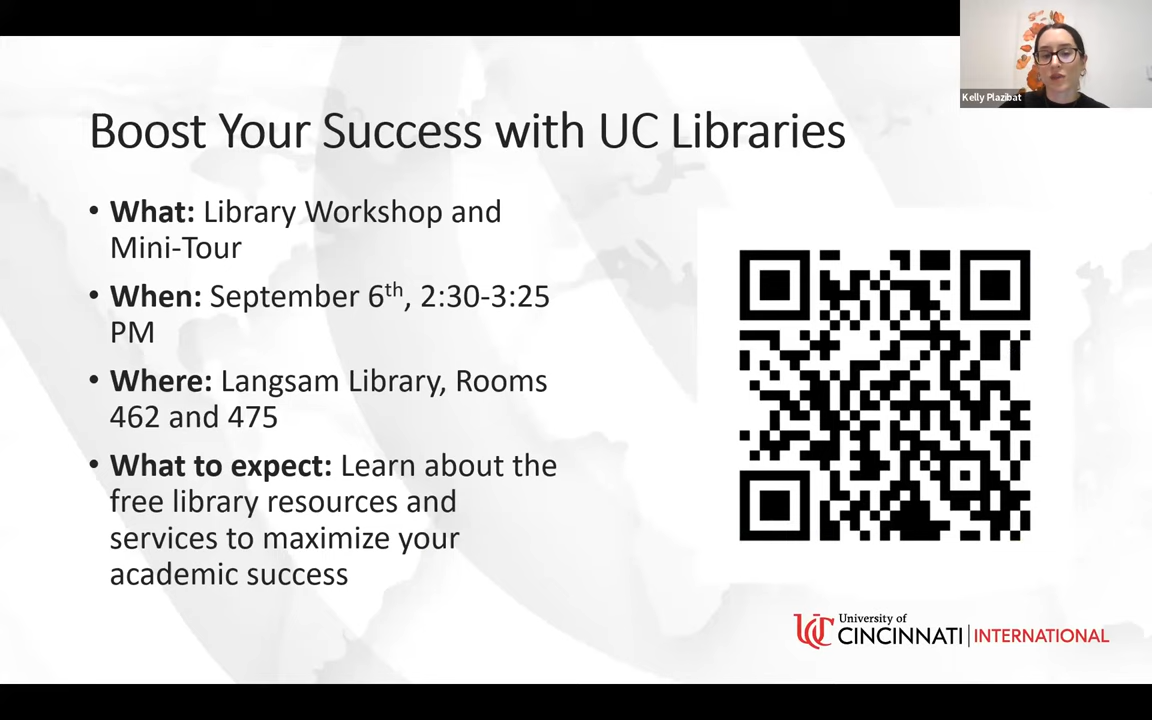 Kelly Plazibat
Boost Your Success with UC Libraries
• What: Library Workshop and
Mini-Tour
• When: September 6th, 2:30-3:25
PM
• Where: Langsam Library, Rooms
462 and 475
• What to expect: Learn about the
free library resources and
services to maximize your
academic success
UC University of
CINCINNATI | INTERNATIONAL